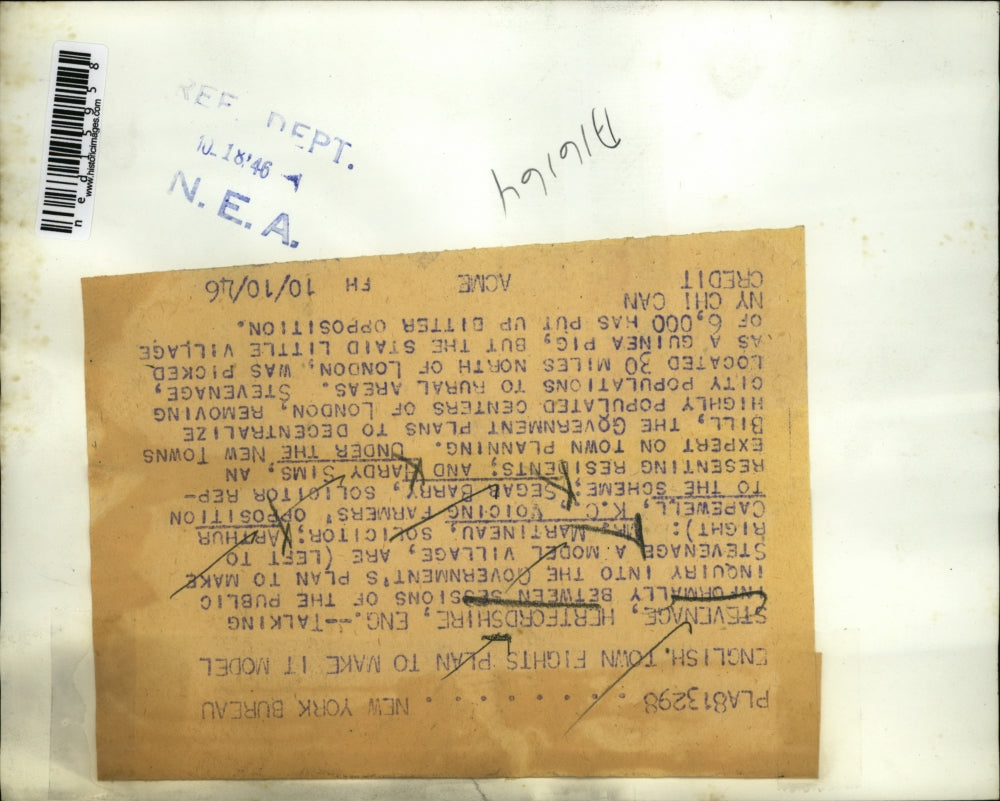 REF DEPT.
10 18 '46
N. E. A.
www.historicimages.com
PLA813298 . . . . . . . . NEW YORK BUREAU
ENGLISH TOWN FIGHTS PLAN TO MAKE IT MODEL
STEVENAGE, HERTFORDSHIRE, ENG.--TALKING
INFORMALLY BETWEEN SESSIONS OF THE PUBLIC
INQUIRY INTO THE GOVERNMENT'S PLAN TO MAKE
STEVENAGE A MODEL VILLAGE, ARE (LEFT TO
RIGHT): MR. MARTINEAU, SOLICITOR; ARTHUR
CAPEWELL, K.C., VOICING FARMERS' OPPOSITION
TO THE SCHEME; SEGAR BARRY, SOLICITOR REP-
RESENTING RESIDENTS; AND HARDY SIMS, AN
EXPERT ON TOWN PLANNING. UNDER THE NEW TOWNS
BILL, THE GOVERNMENT PLANS TO DECENTRALIZE
HIGHLY POPULATED CENTERS OF LONDON, REMOVING
CITY POPULATIONS TO RURAL AREAS. STEVENAGE,
LOCATED 30 MILES NORTH OF LONDON, WAS PICKED
AS A GUINEA PIG, BUT THE STAID LITTLE VILLAGE
OF 6,000 HAS PUT UP BITTER OPPOSITION.
NY CHI CAN
CREDIT ACME FH 10/10/46